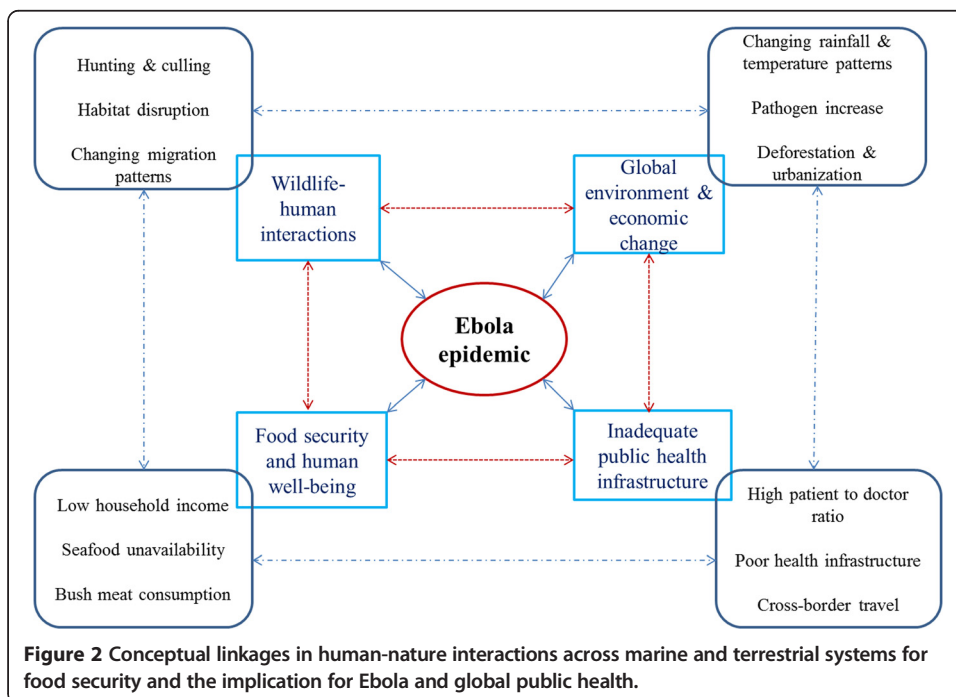 Hunting & culling
Habitat disruption
Changing migration
patterns
Changing rainfall &
temperature patterns
Pathogen increase
Deforestation &
urbanization
Wildlife-
human
interactions
Global
environment &
economic
change
Ebola
epidemic
Food security
and human
well-being
Inadequate
public health
infrastructure
Low household income
Seafood unavailability
Bush meat consumption
High patient to doctor
ratio
Poor health infrastructure
Cross-border travel
Figure 2 Conceptual linkages in human-nature interactions across marine and terrestrial systems for
food security and the implication for Ebola and global public health.